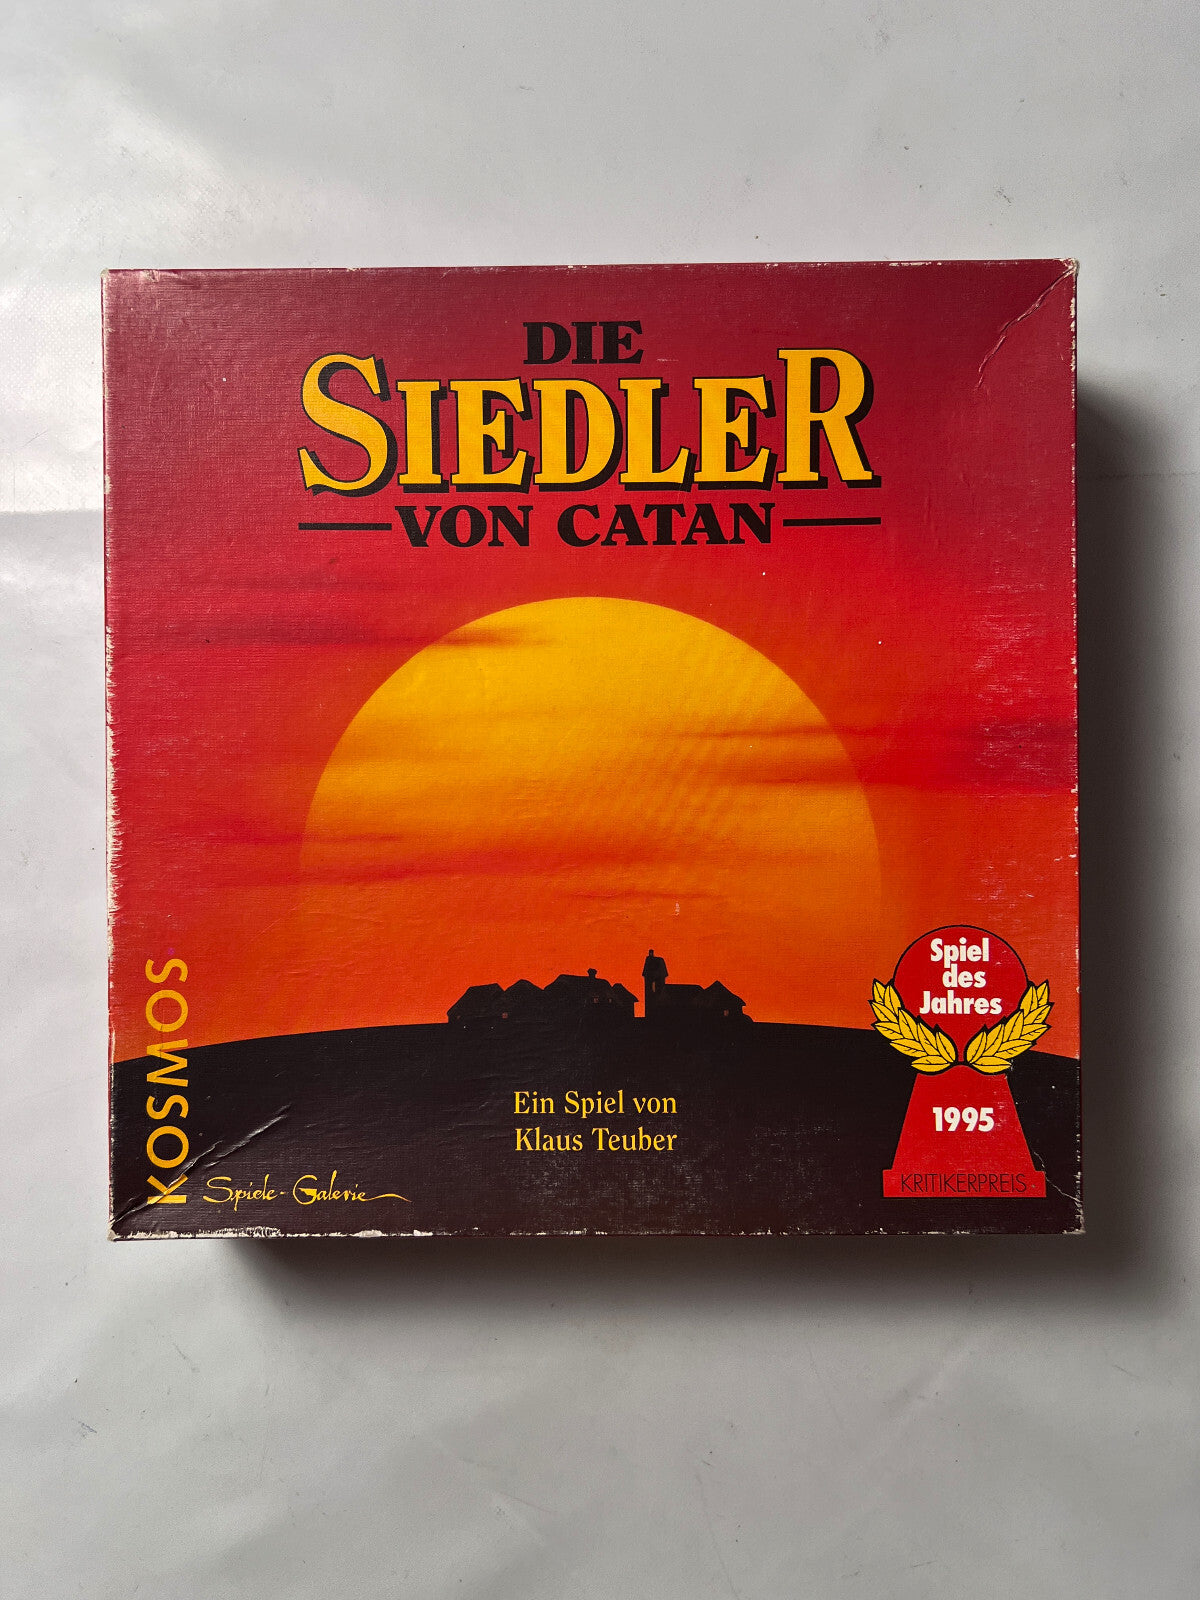 DIE
SIEDLER
VON CATAN
Spiel
des
Jahres
1995
KRITIKERPREIS
Ein Spiel von
Klaus Teuber
KOSMOS
Spiele-Galerie